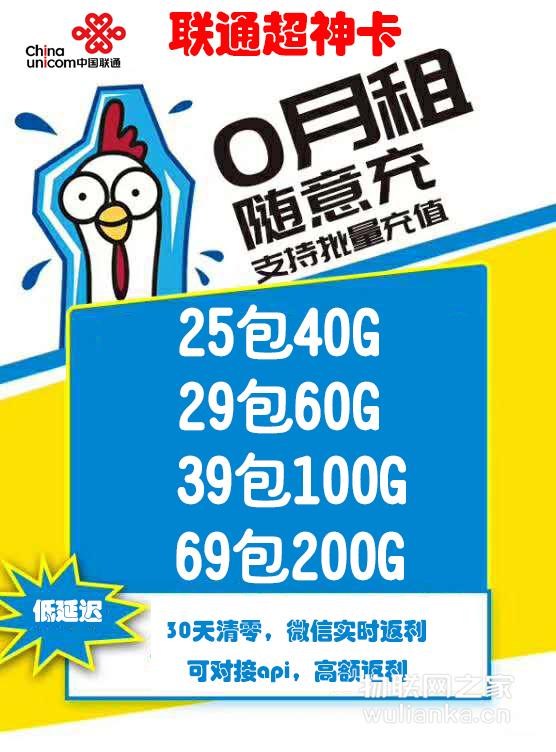 China
unicom中国联通
联通超神卡
0月租
随意充
支持批量充值
25包40G
29包60G
39包100G
69包200G
低延迟
30天清零，微信实时返利
可对接api，高额返利
物联网之家
wulianka.cn